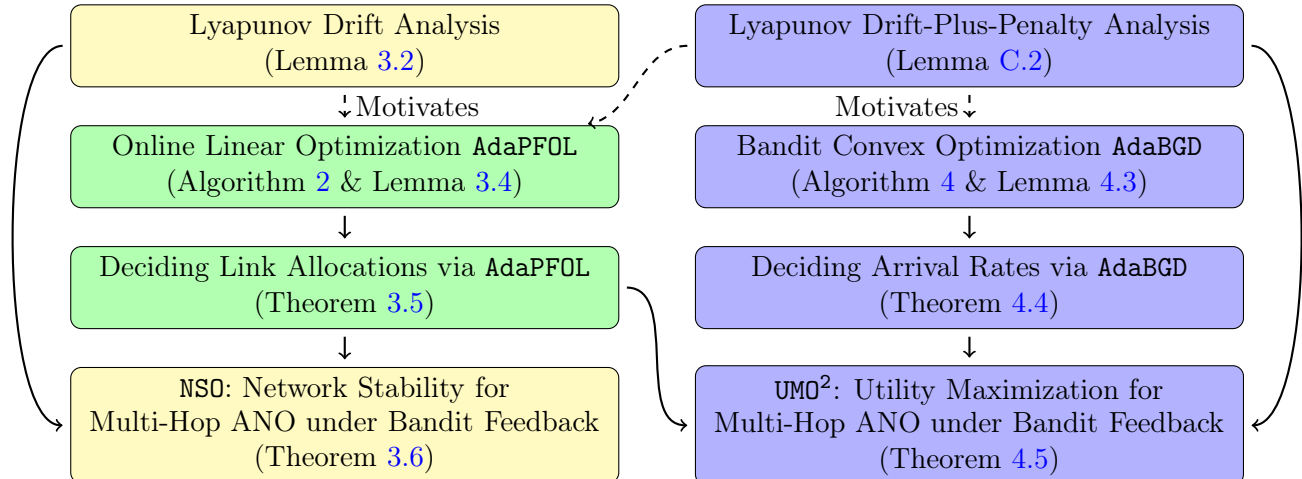 Lyapunov Drift Analysis
(Lemma 3.2)
Lyapunov Drift-Plus-Penalty Analysis
(Lemma C.2)
Motivates
Motivates
Online Linear Optimization AdaPFOL
(Algorithm 2 & Lemma 3.4)
Bandit Convex Optimization AdaBGD
(Algorithm 4 & Lemma 4.3)
Deciding Link Allocations via AdaPFOL
(Theorem 3.5)
Deciding Arrival Rates via AdaBGD
(Theorem 4.4)
NSO: Network Stability for
Multi-Hop ANO under Bandit Feedback
(Theorem 3.6)
UMO²: Utility Maximization for
Multi-Hop ANO under Bandit Feedback
(Theorem 4.5)